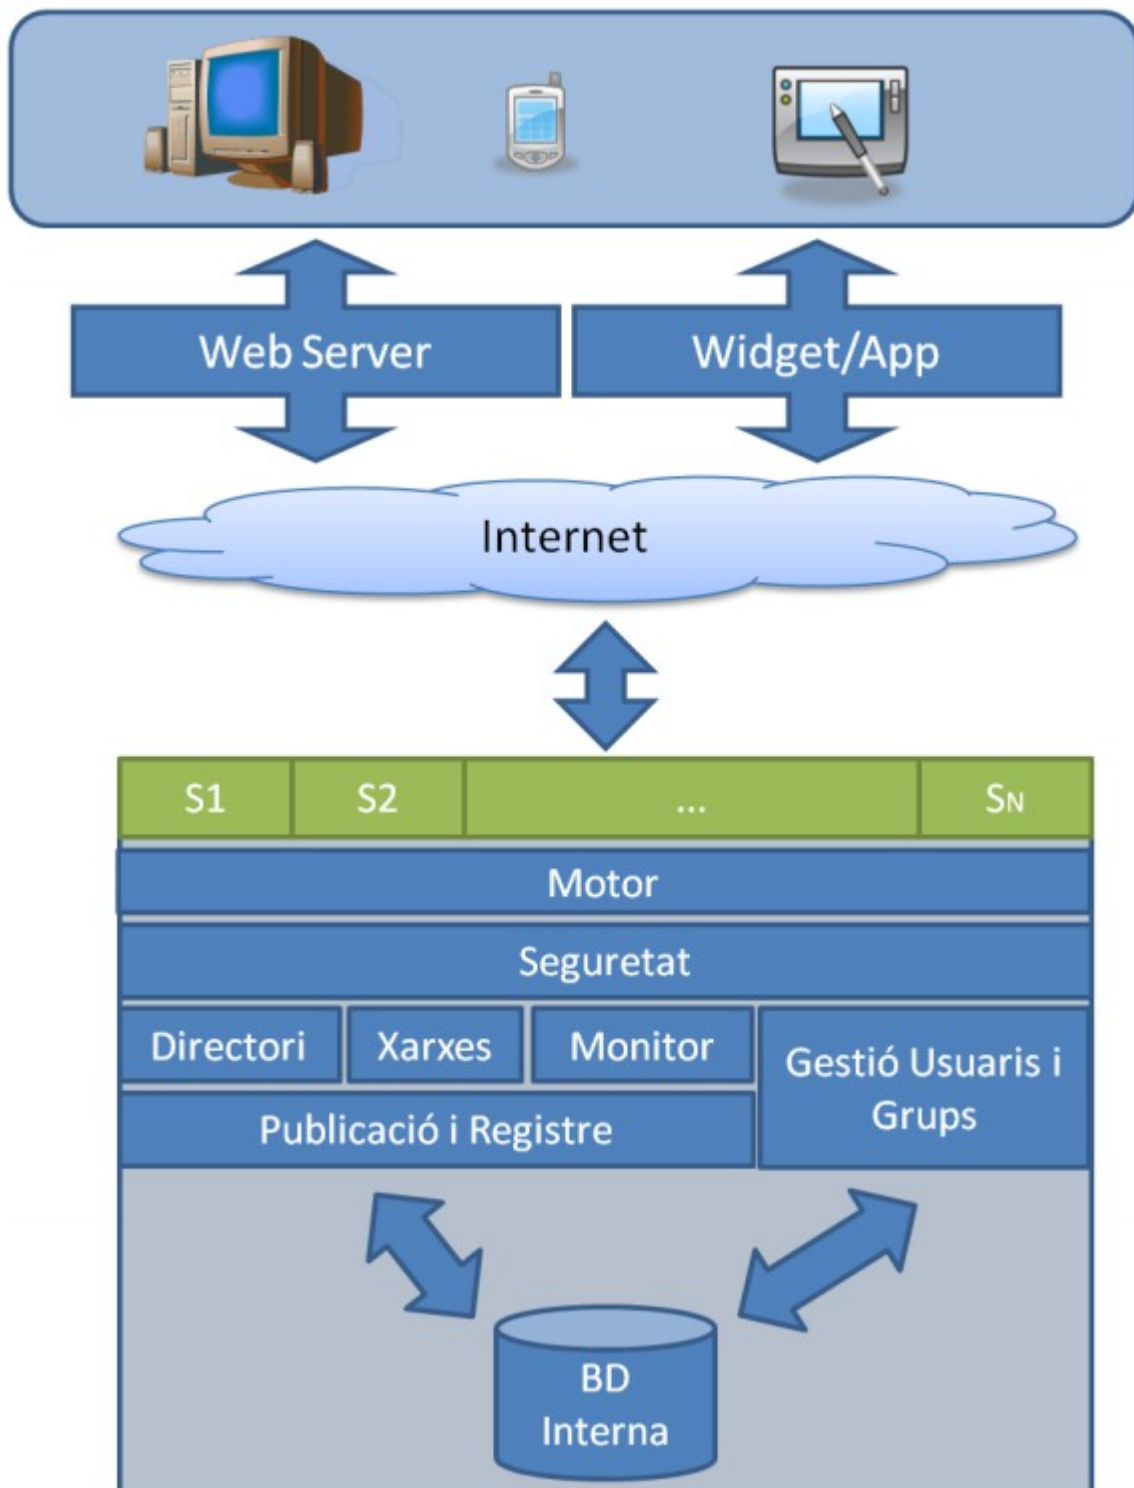 Web Server
Widget/App
Internet
S1
S2
...
SN
Motor
Seguretat
Directori
Xarxes
Monitor
Gestió Usuaris i
Grups
Publicació i Registre
BD
Interna